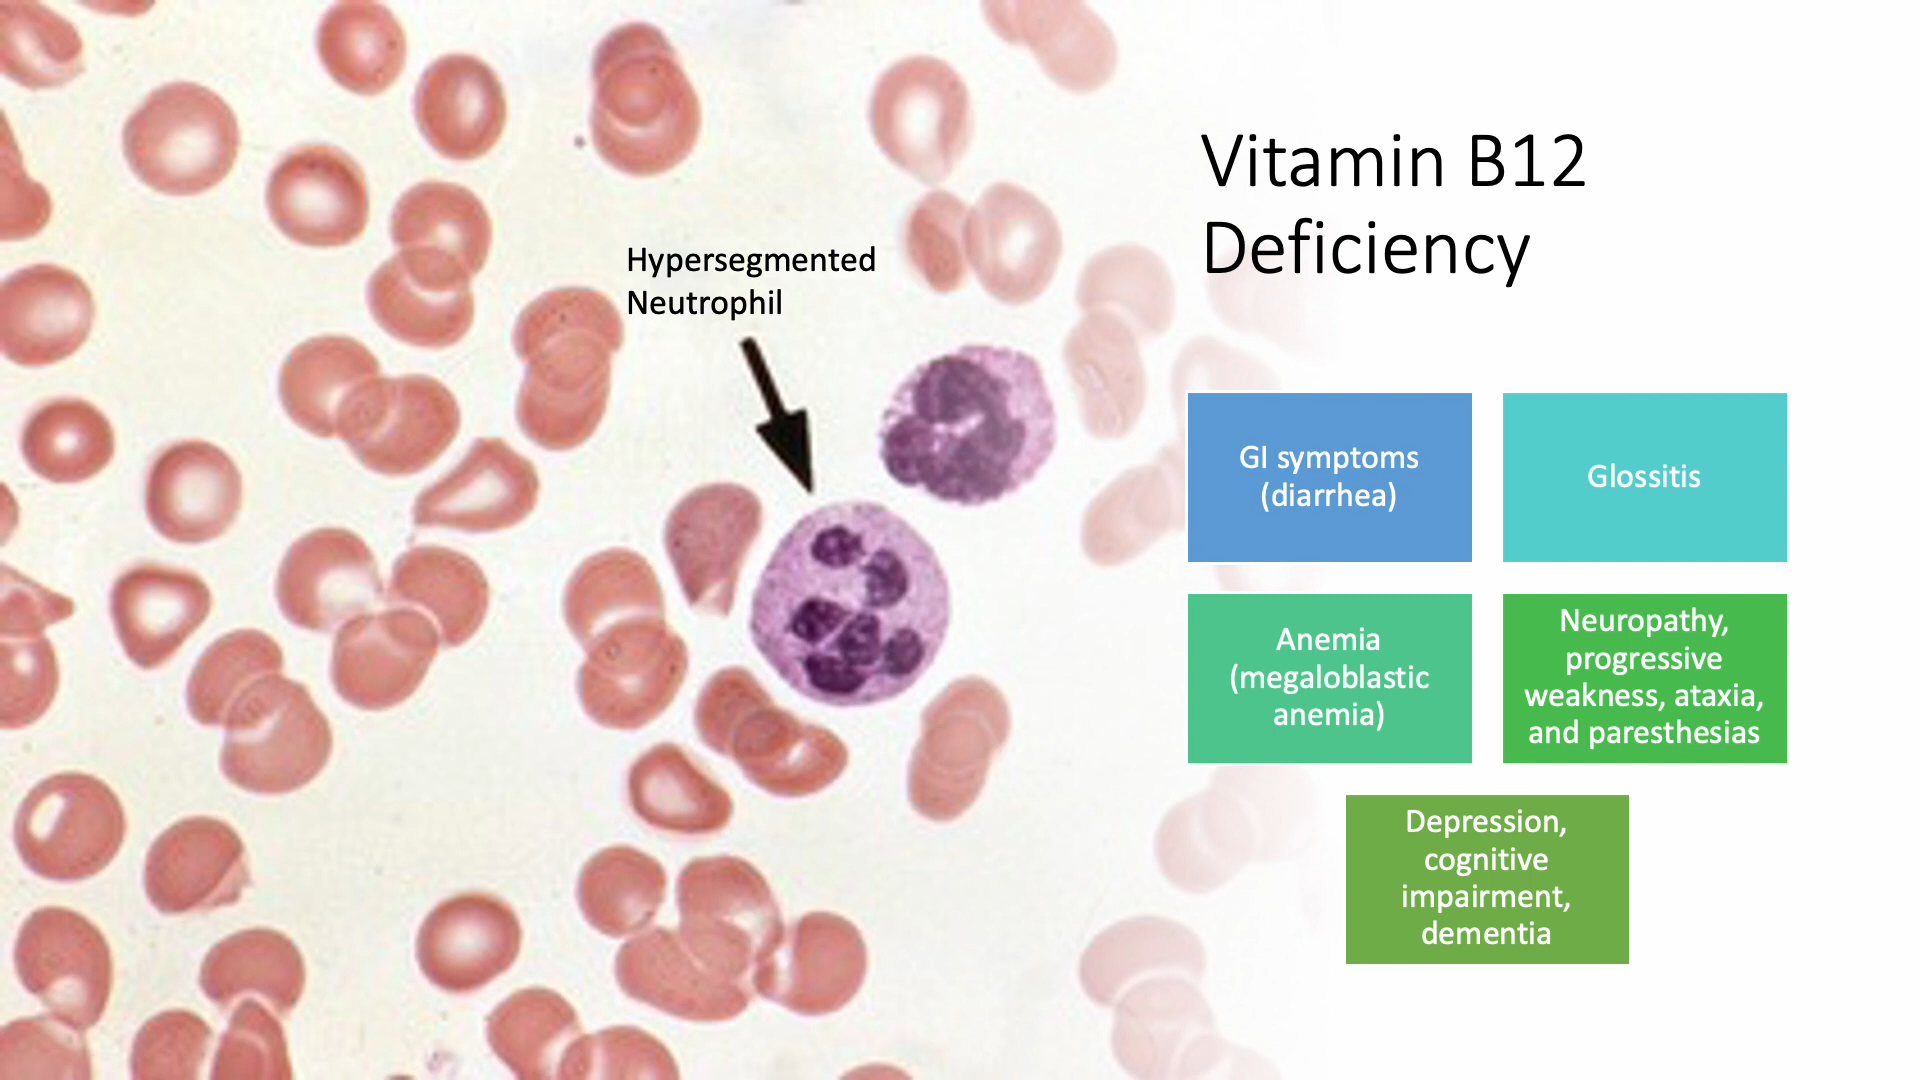 Vitamin B12
Deficiency
Hypersegmented
Neutrophil
GI symptoms
(diarrhea)
Glossitis
Anemia
(megaloblastic
anemia)
Neuropathy,
progressive
weakness, ataxia,
and paresthesias
Depression,
cognitive
impairment,
dementia